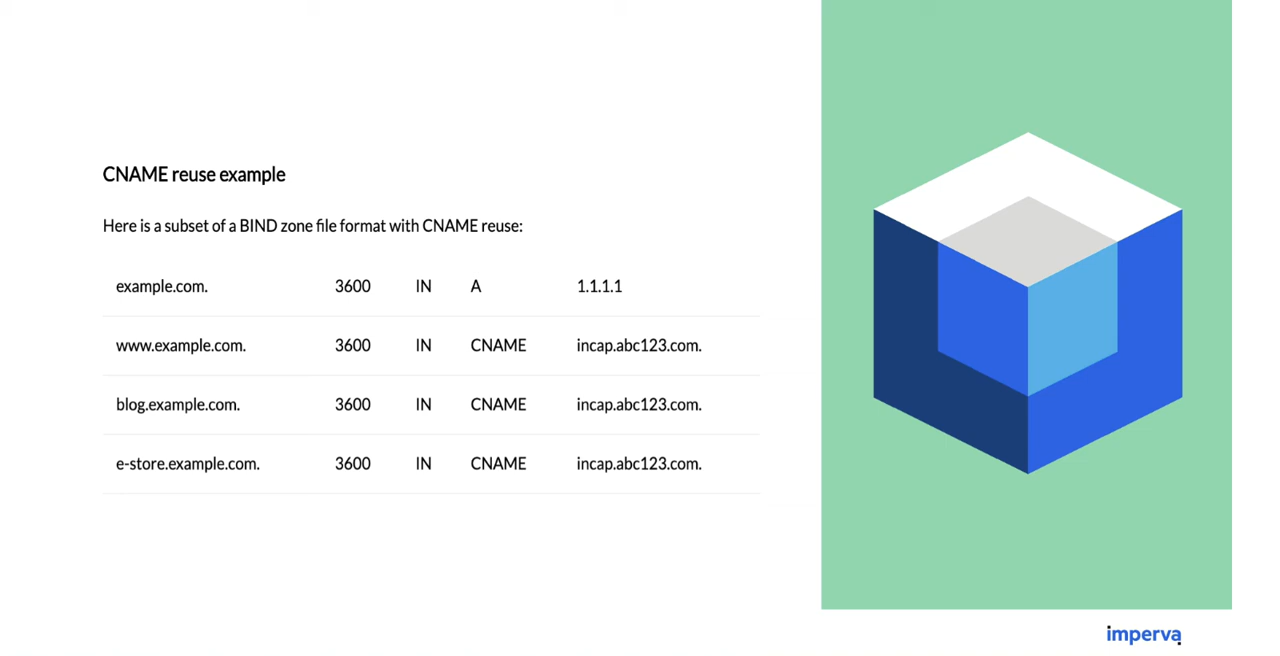 CNAME reuse example
Here is a subset of a BIND zone file format with CNAME reuse:
example.com. 3600 IN A 1.1.1.1
www.example.com. 3600 IN CNAME incap.abc123.com.
blog.example.com. 3600 IN CNAME incap.abc123.com.
e-store.example.com. 3600 IN CNAME incap.abc123.com.
imperva